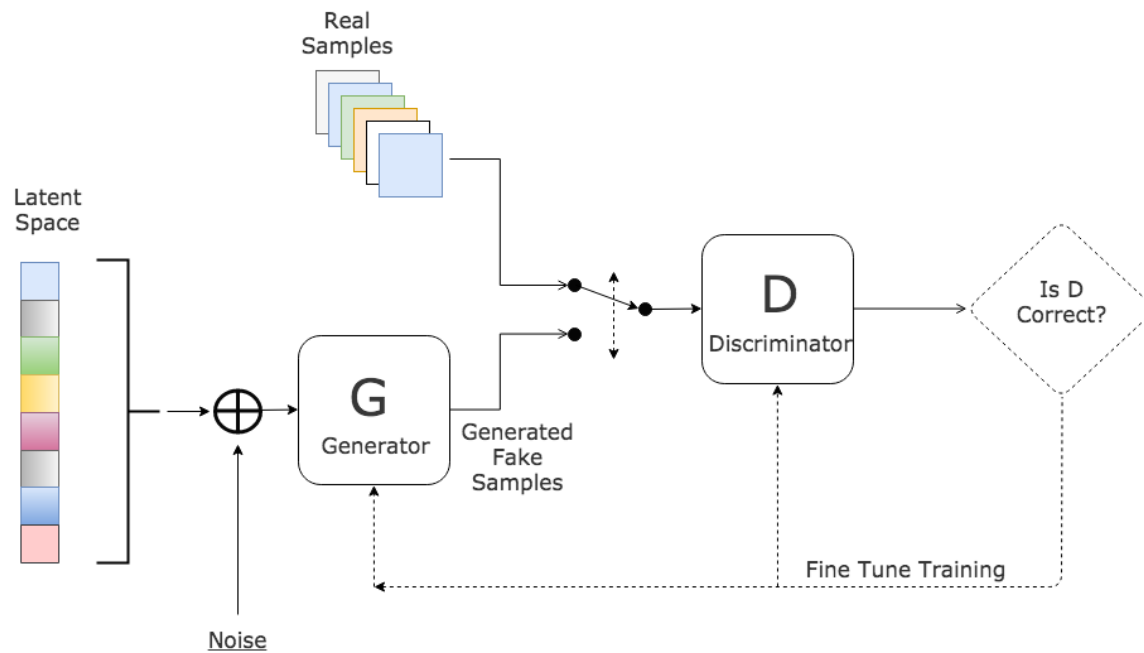 Real
Samples
Latent
Space
G
Generator
Generated
Fake
Samples
D
Discriminator
Is D
Correct?
Fine Tune Training
Noise